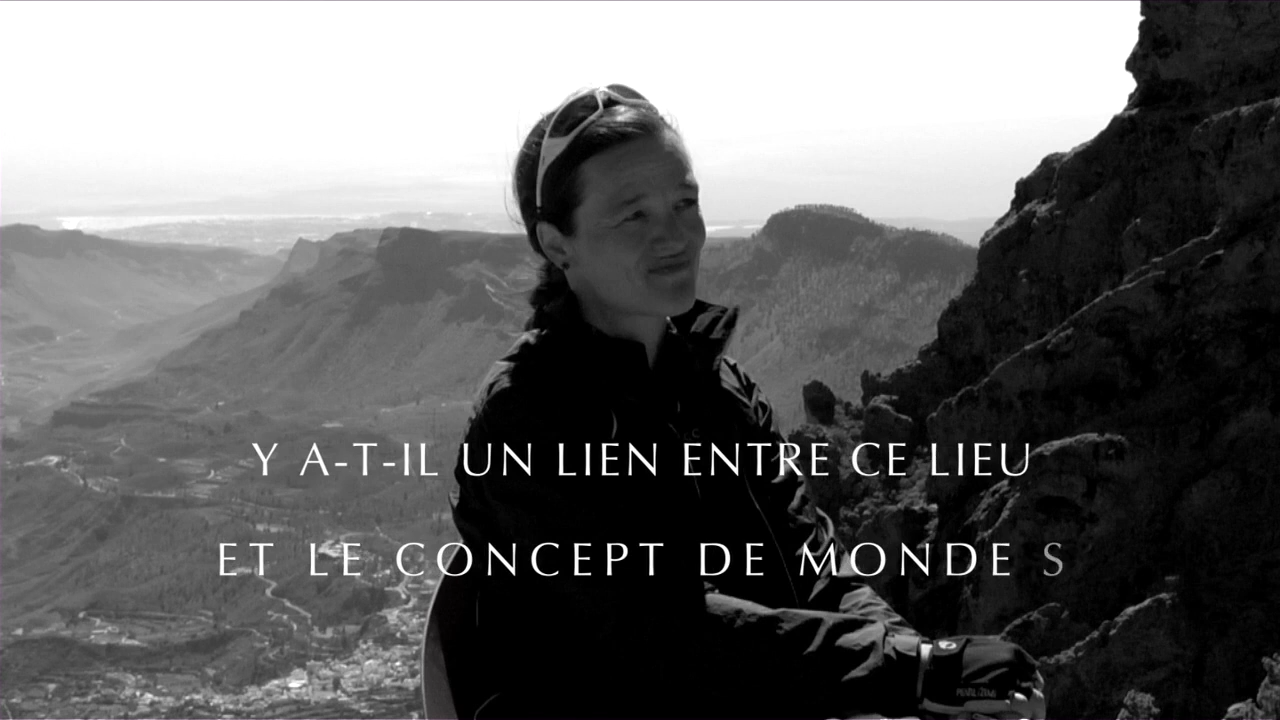 Y A-T-IL UN LIEN ENTRE CE LIEU
ET LE CONCEPT DE MONDE S